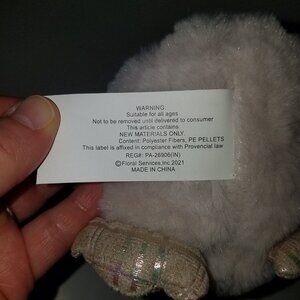 WARNING:
Suitable for all ages
Not to be removed until delivered to consumer
This article contains
NEW MATERIALS ONLY.
Content: Polyester Fibers, PE PELLETS
This label is affixed in compliance with Provencial law
REG#: PA-26906(IN)
©Floral Services,Inc.2021
MADE IN CHINA